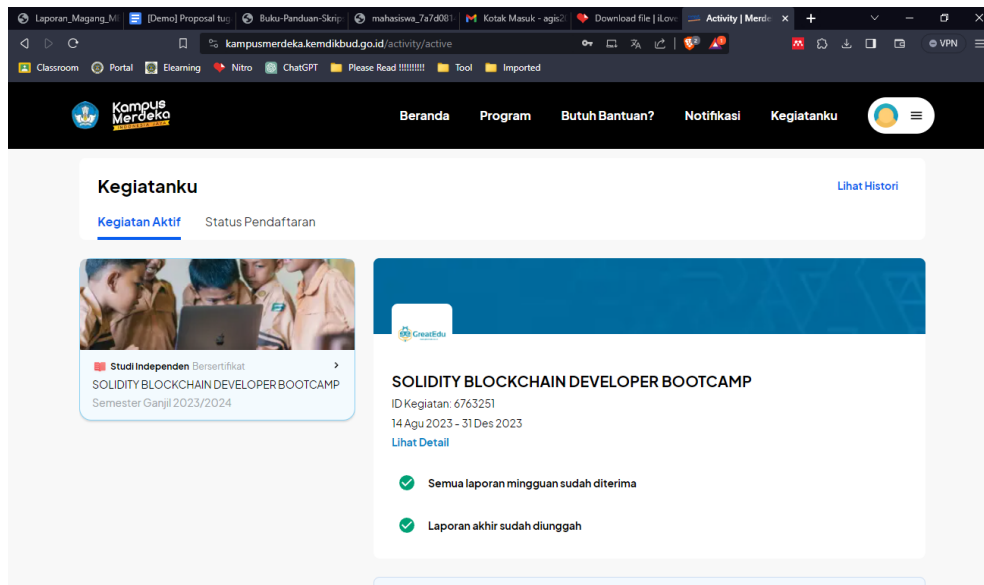 Laporan_Magang_MI
[Demo] Proposal tug
Buku-Panduan-Skrip
mahasiswa_7a7d081
Kotak Masuk - agis2
Download file | iLove
Activity | Merde
kampusmerdeka.kemdikbud.go.id/activity/active
VPN
Classroom
Portal
Elearning
Nitro
ChatGPT
Please Read !!!!!!!!!!
Tool
Imported
Kampus
Merdeka
INDONESIA JAYA
Beranda
Program
Butuh Bantuan?
Notifikasi
Kegiatanku
Kegiatanku
Lihat Histori
Kegiatan Aktif
Status Pendaftaran
GreatEdu
Studi Independen Bersertifikat
SOLIDITY BLOCKCHAIN DEVELOPER BOOTCAMP
Semester Ganjil 2023/2024
SOLIDITY BLOCKCHAIN DEVELOPER BOOTCAMP
ID Kegiatan: 6763251
14 Agu 2023 - 31 Des 2023
Lihat Detail
Semua laporan mingguan sudah diterima
Laporan akhir sudah diunggah